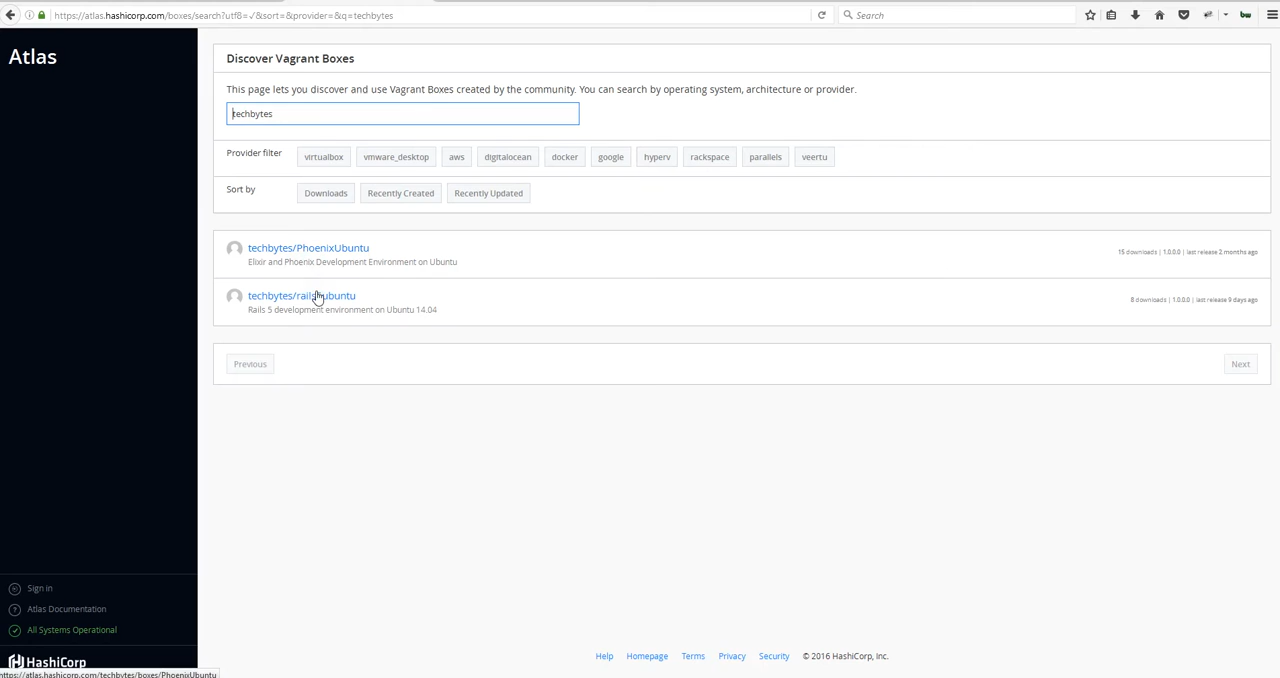 https://atlas.hashicorp.com/boxes/search?utf8=✓&sort=&provider=&q=techbytes
Search
Atlas
Discover Vagrant Boxes
This page lets you discover and use Vagrant Boxes created by the community. You can search by operating system, architecture or provider.
techbytes
Provider filter virtualbox vmware_desktop aws digitalocean docker google hyperv rackspace parallels veertu
Sort by Downloads Recently Created Recently Updated
techbytes/PhoenixUbuntu
15 downloads | 1.0.0.0 | last release 2 months ago
Elixir and Phoenix Development Environment on Ubuntu
8 downloads | 1.0.0 | last release 9 days ago
Rails 5 development environment on Ubuntu 14.04
Previous Next
Sign in
Atlas Documentation
All Systems Operational
HashiCorp
Help Homepage Terms Privacy Security © 2016 HashiCorp, Inc.
https://atlas.hashicorp.com/techbytes/boxes/PhoenixUbuntu